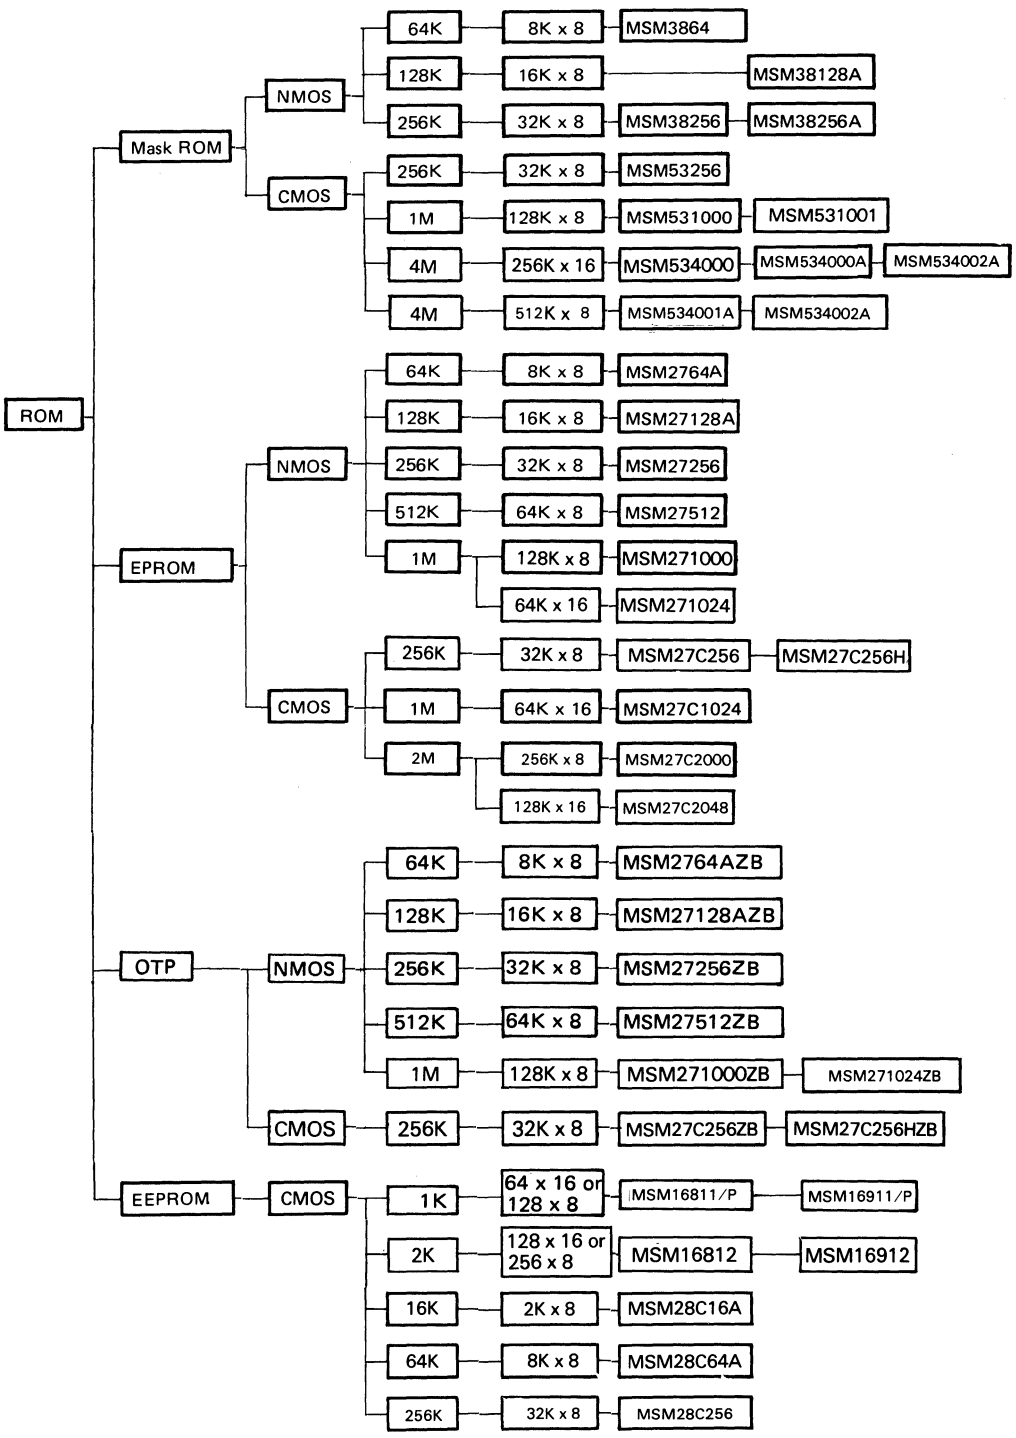 64K 8K x 8 MSM3864
128K 16K x 8 MSM38128A
NMOS
256K 32K x 8 MSM38256 MSM38256A
Mask ROM
256K 32K x 8 MSM53256
CMOS
1M 128K x 8 MSM531000 MSM531001
4M 256K x 16 MSM534000 MSM534000A MSM534002A
4M 512K x 8 MSM534001A MSM534002A
64K 8K x 8 MSM2764A
ROM
128K 16K x 8 MSM27128A
NMOS 256K 32K x 8 MSM27256
512K 64K x 8 MSM27512
1M 128K x 8 MSM271000
EPROM
64K x 16 MSM271024
256K 32K x 8 MSM27C256 MSM27C256H
CMOS 1M 64K x 16 MSM27C1024
2M 256K x 8 MSM27C2000
128K x 16 MSM27C2048
64K 8K x 8 MSM2764AZB
128K 16K x 8 MSM27128AZB
OTP NMOS 256K 32K x 8 MSM27256ZB
512K 64K x 8 MSM27512ZB
1M 128K x 8 MSM271000ZB MSM271024ZB
CMOS 256K 32K x 8 MSM27C256ZB MSM27C256HZB
EEPROM CMOS 1K 64 x 16 or
128 x 8 MSM16811/P MSM16911/P
2K 128 x 16 or
256 x 8 MSM16812 MSM16912
16K 2K x 8 MSM28C16A
64K 8K x 8 MSM28C64A
256K 32K x 8 MSM28C256